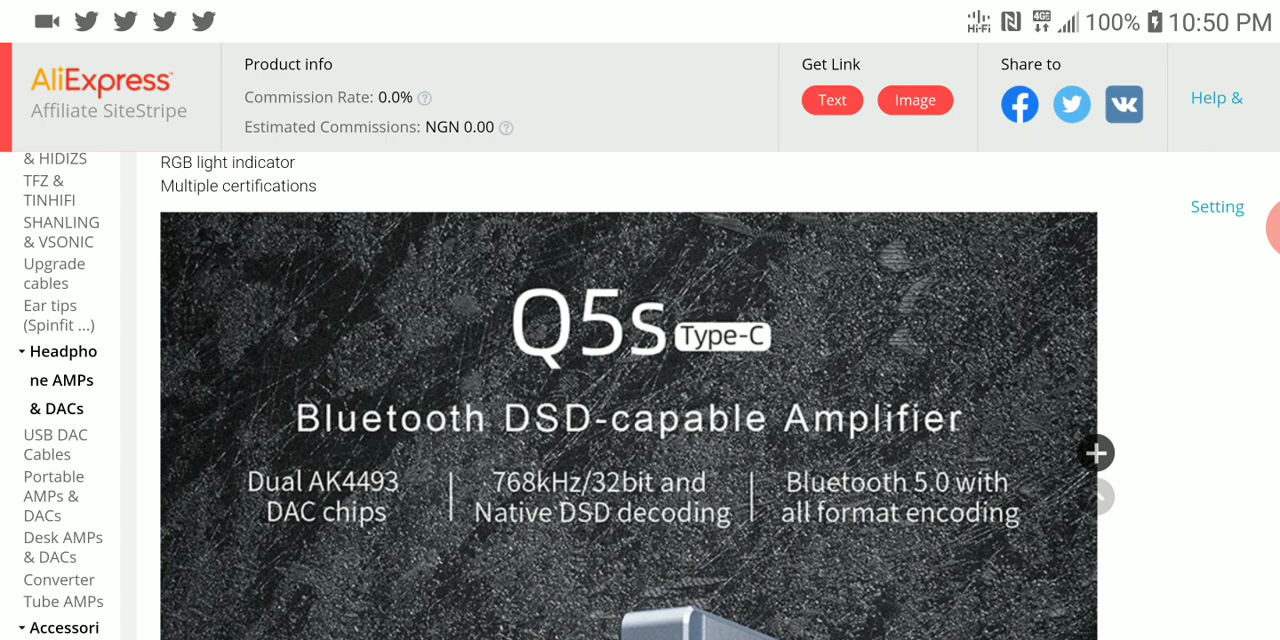 Hi-Fi 4GE 100% 10:50 PM
AliExpress
Affiliate SiteStripe
Product info
Commission Rate: 0.0% ?
Estimated Commissions: NGN 0.00 ?
Get Link
Text Image
Share to
Help &
Setting
& HIDIZS
TFZ &
TINHIFI
SHANLING
& VSONIC
Upgrade
cables
Ear tips
(Spinfit ...)
Headpho
ne AMPs
& DACs
USB DAC
Cables
Portable
AMPs &
DACs
Desk AMPs
& DACs
Converter
Tube AMPs
Accessori
RGB light indicator
Multiple certifications
Q5s Type-C
Bluetooth DSD-capable Amplifier
Dual AK4493
DAC chips
768kHz/32bit and
Native DSD decoding
Bluetooth 5.0 with
all format encoding